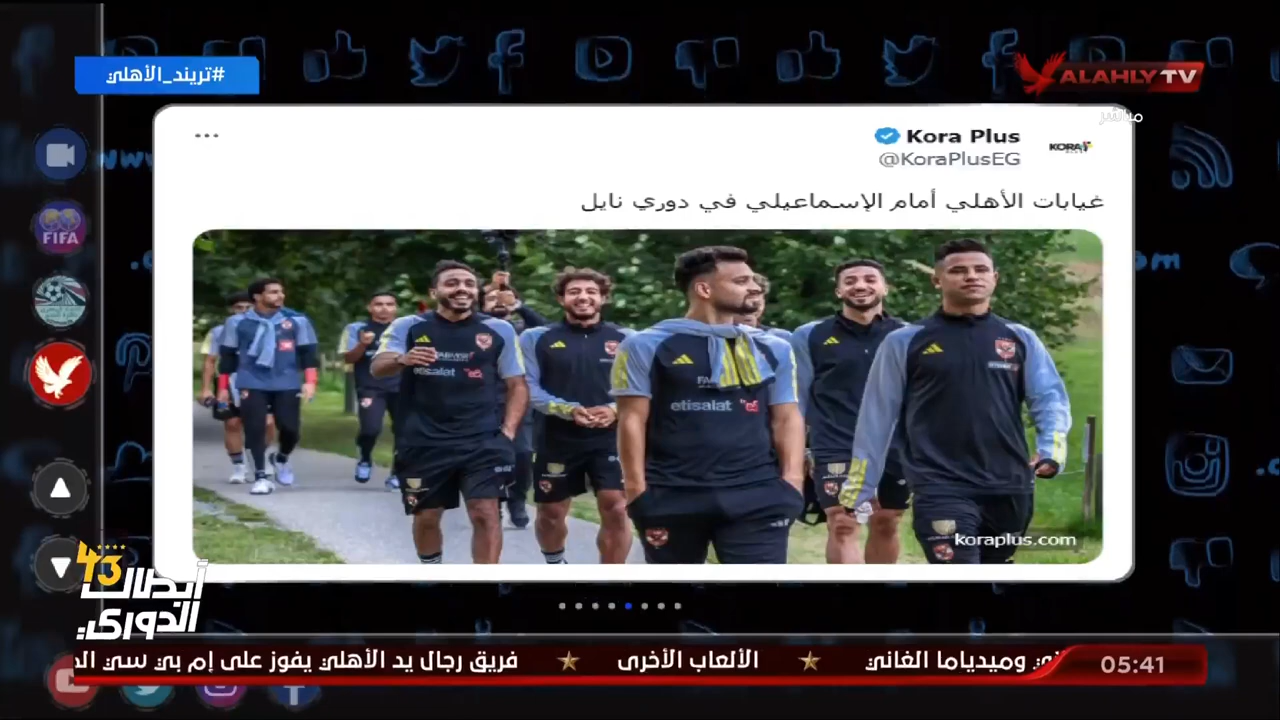 #تريند_الأهلي
ALAHLY TV
مباشر
Kora Plus
@KoraPlusEG
KORA
غيابات الأهلي أمام الإسماعيلي في دوري نايل
FIFA
etisalat
etisalat
koraplus.com
43
أبطال
الدوري
وميدياما الغاني
الألعاب الأخرى
فريق رجال يد الأهلي يفوز على إم بي سي
05:41